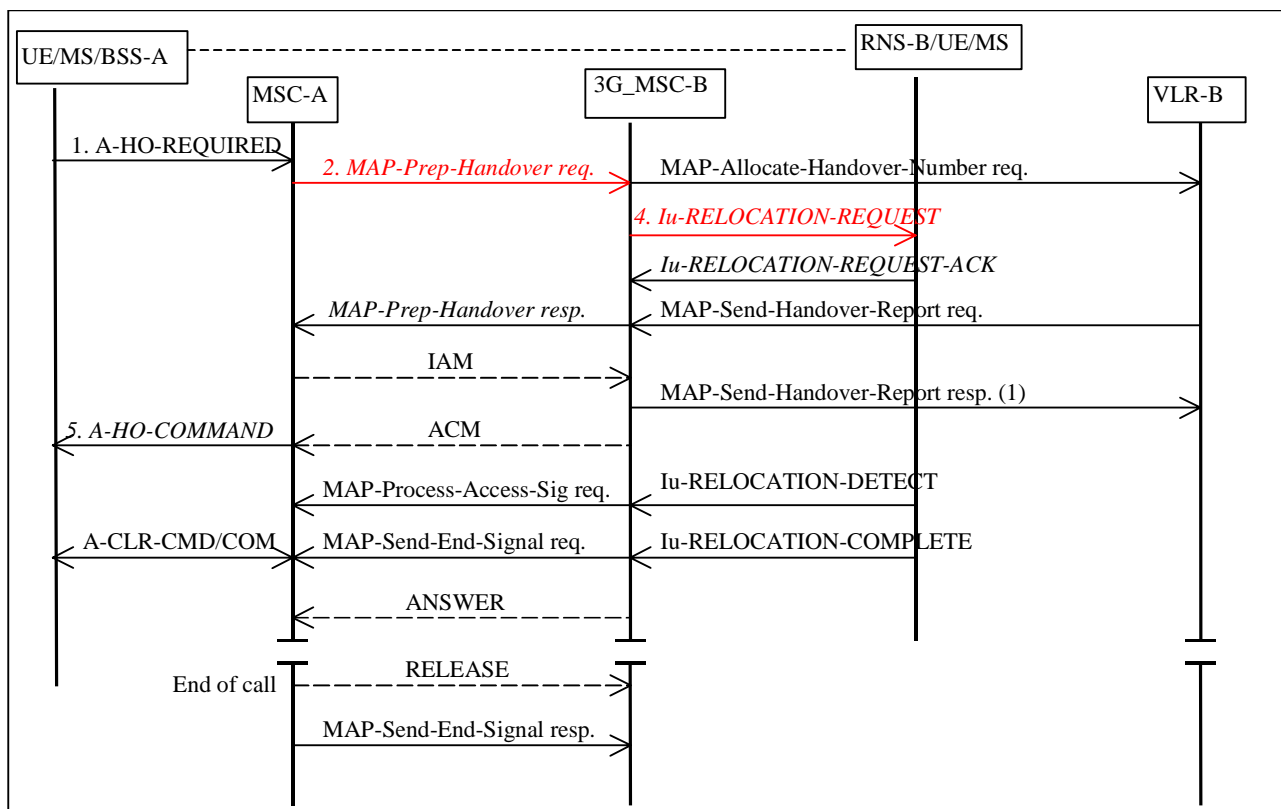 UE/MS/BSS-A
RNS-B/UE/MS
MSC-A
3G_MSC-B
VLR-B
1. A-HO-REQUIRED
2. MAP-Prep-Handover req.
MAP-Allocate-Handover-Number req.
4. Iu-RELOCATION-REQUEST
Iu-RELOCATION-REQUEST-ACK
MAP-Prep-Handover resp.
MAP-Send-Handover-Report req.
IAM
MAP-Send-Handover-Report resp. (1)
5. A-HO-COMMAND
ACM
MAP-Process-Access-Sig req.
Iu-RELOCATION-DETECT
A-CLR-CMD/COM
MAP-Send-End-Signal req.
Iu-RELOCATION-COMPLETE
ANSWER
End of call
RELEASE
MAP-Send-End-Signal resp.